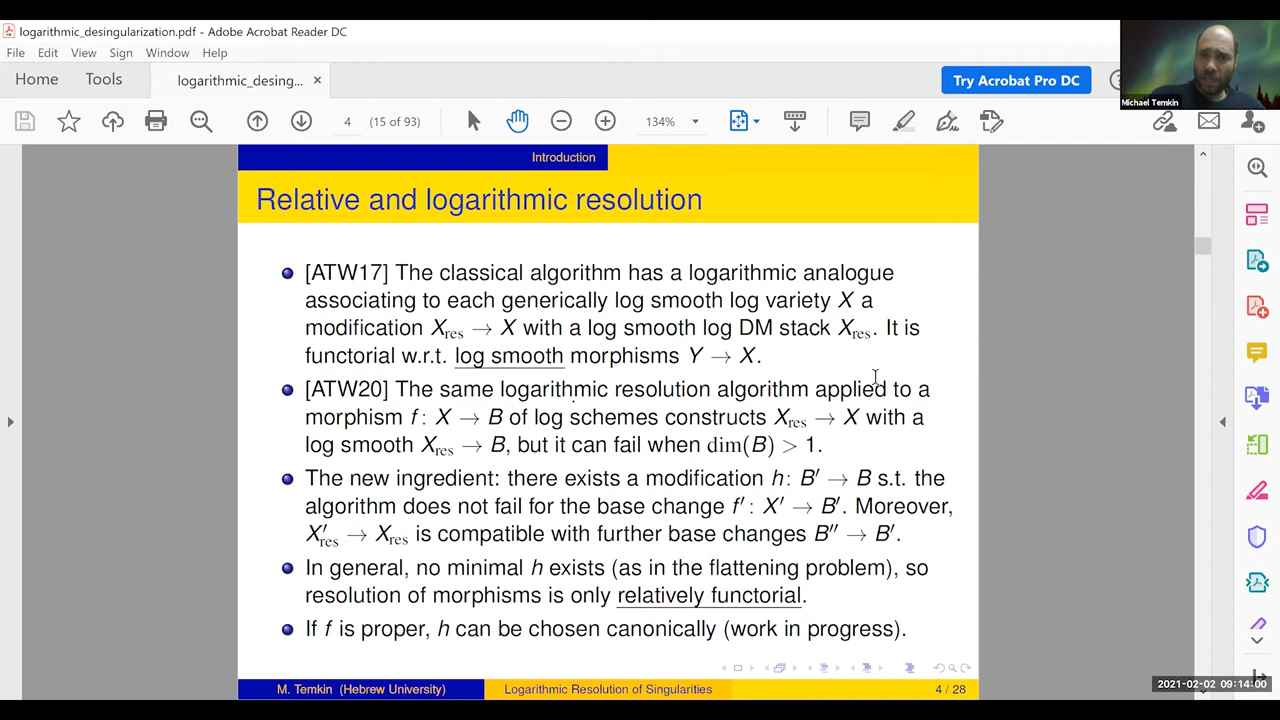 logarithmic_desingularization.pdf - Adobe Acrobat Reader DC
File Edit View Sign Window Help
Home Tools logarithmic_desing... × Try Acrobat Pro DC
Michael Temkin
4 (15 of 93) 134%
Introduction
Relative and logarithmic resolution
[ATW17] The classical algorithm has a logarithmic analogue
associating to each generically log smooth log variety X a
modification X_res → X with a log smooth log DM stack X_res. It is
functorial w.r.t. log smooth morphisms Y → X.
[ATW20] The same logarithmic resolution algorithm applied to a
morphism f: X → B of log schemes constructs X_res → X with a
log smooth X_res → B, but it can fail when dim(B) > 1.
The new ingredient: there exists a modification h: B′ → B s.t. the
algorithm does not fail for the base change f′: X′ → B′. Moreover,
X′_res → X_res is compatible with further base changes B″ → B′.
In general, no minimal h exists (as in the flattening problem), so
resolution of morphisms is only relatively functorial.
If f is proper, h can be chosen canonically (work in progress).
M. Temkin (Hebrew University) Logarithmic Resolution of Singularities 4 / 28
2021-02-02 09:14:00